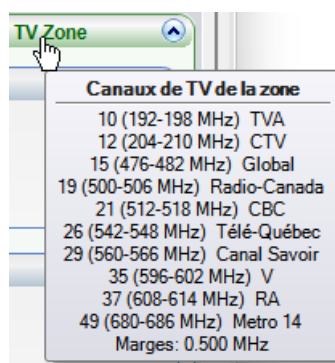 TV Zone
Canaux de TV de la zone
10 (192-198 MHz) TVA
12 (204-210 MHz) CTV
15 (476-482 MHz) Global
19 (500-506 MHz) Radio-Canada
21 (512-518 MHz) CBC
26 (542-548 MHz) Télé-Québec
29 (560-566 MHz) Canal Savoir
35 (596-602 MHz) V
37 (608-614 MHz) RA
49 (680-686 MHz) Metro 14
Marges: 0.500 MHz